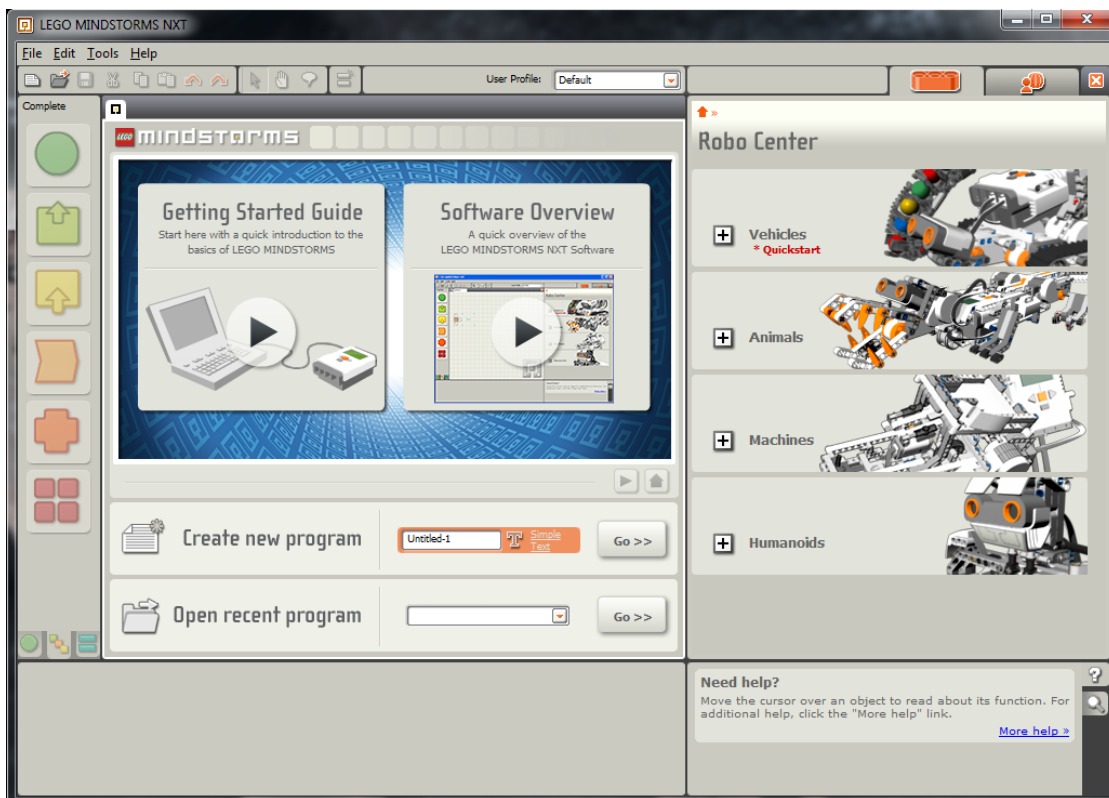 LEGO MINDSTORMS NXT
File Edit Tools Help
User Profile: Default
Complete
LEGO mindstorms
Getting Started Guide
Start here with a quick introduction to the
basics of LEGO MINDSTORMS
Software Overview
A quick overview of the
LEGO MINDSTORMS NXT Software
Create new program
Untitled-1
Simple
Text
Go >>
Open recent program
Go >>
Robo Center
Vehicles
* Quickstart
Animals
Machines
Humanoids
Need help?
Move the cursor over an object to read about its function. For
additional help, click the "More help" link.
More help »